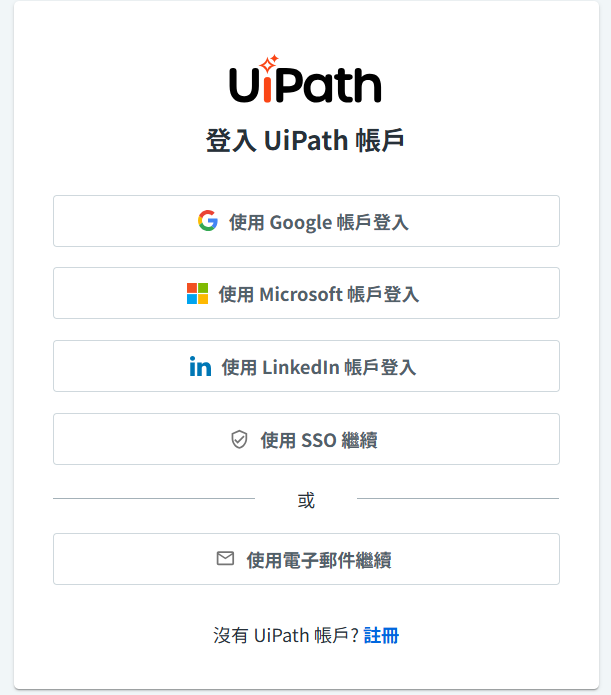 UiPath
登入 UiPath 帳戶
使用 Google 帳戶登入
使用 Microsoft 帳戶登入
in 使用 LinkedIn 帳戶登入
使用 SSO 繼續
或
使用電子郵件繼續
沒有 UiPath 帳戶? 註冊